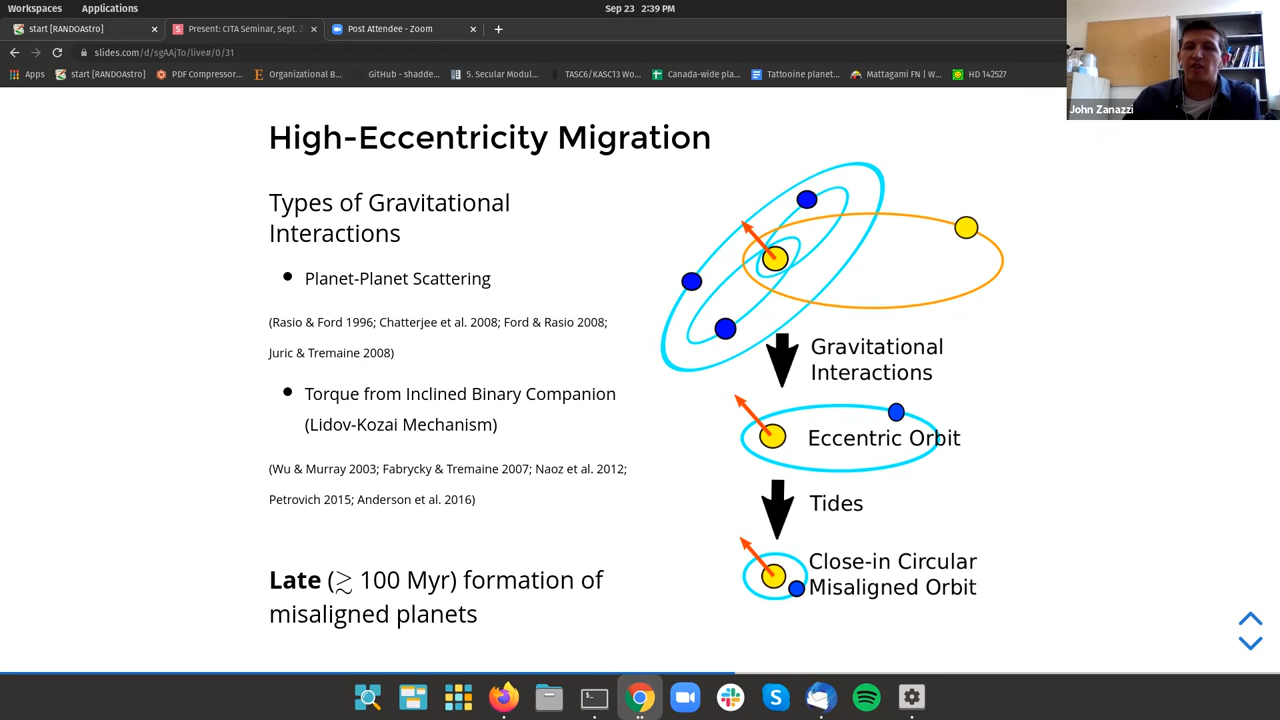 Workspaces Applications Sep 23 2:39 PM
start [RANDOAstro] Present: CITA Seminar, Sept. 2 Post Attendee - Zoom
slides.com/d/sgAAjTo/live#/0/31
Apps start [RANDOAstro] PDF Compressor... Organizational B... GitHub - shadde... S. Secular Modul... TASC6/KASC13 Wo... Canada-wide pla... Tattooine planet... Mattagami FN | W... HD 142527
John Zanazzi
High-Eccentricity Migration
Types of Gravitational
Interactions
• Planet-Planet Scattering
(Rasio & Ford 1996; Chatterjee et al. 2008; Ford & Rasio 2008;
Juric & Tremaine 2008)
• Torque from Inclined Binary Companion
(Lidov-Kozai Mechanism)
(Wu & Murray 2003; Fabrycky & Tremaine 2007; Naoz et al. 2012;
Petrovich 2015; Anderson et al. 2016)
Late (≳ 100 Myr) formation of
misaligned planets
Gravitational
Interactions
Eccentric Orbit
Tides
Close-in Circular
Misaligned Orbit